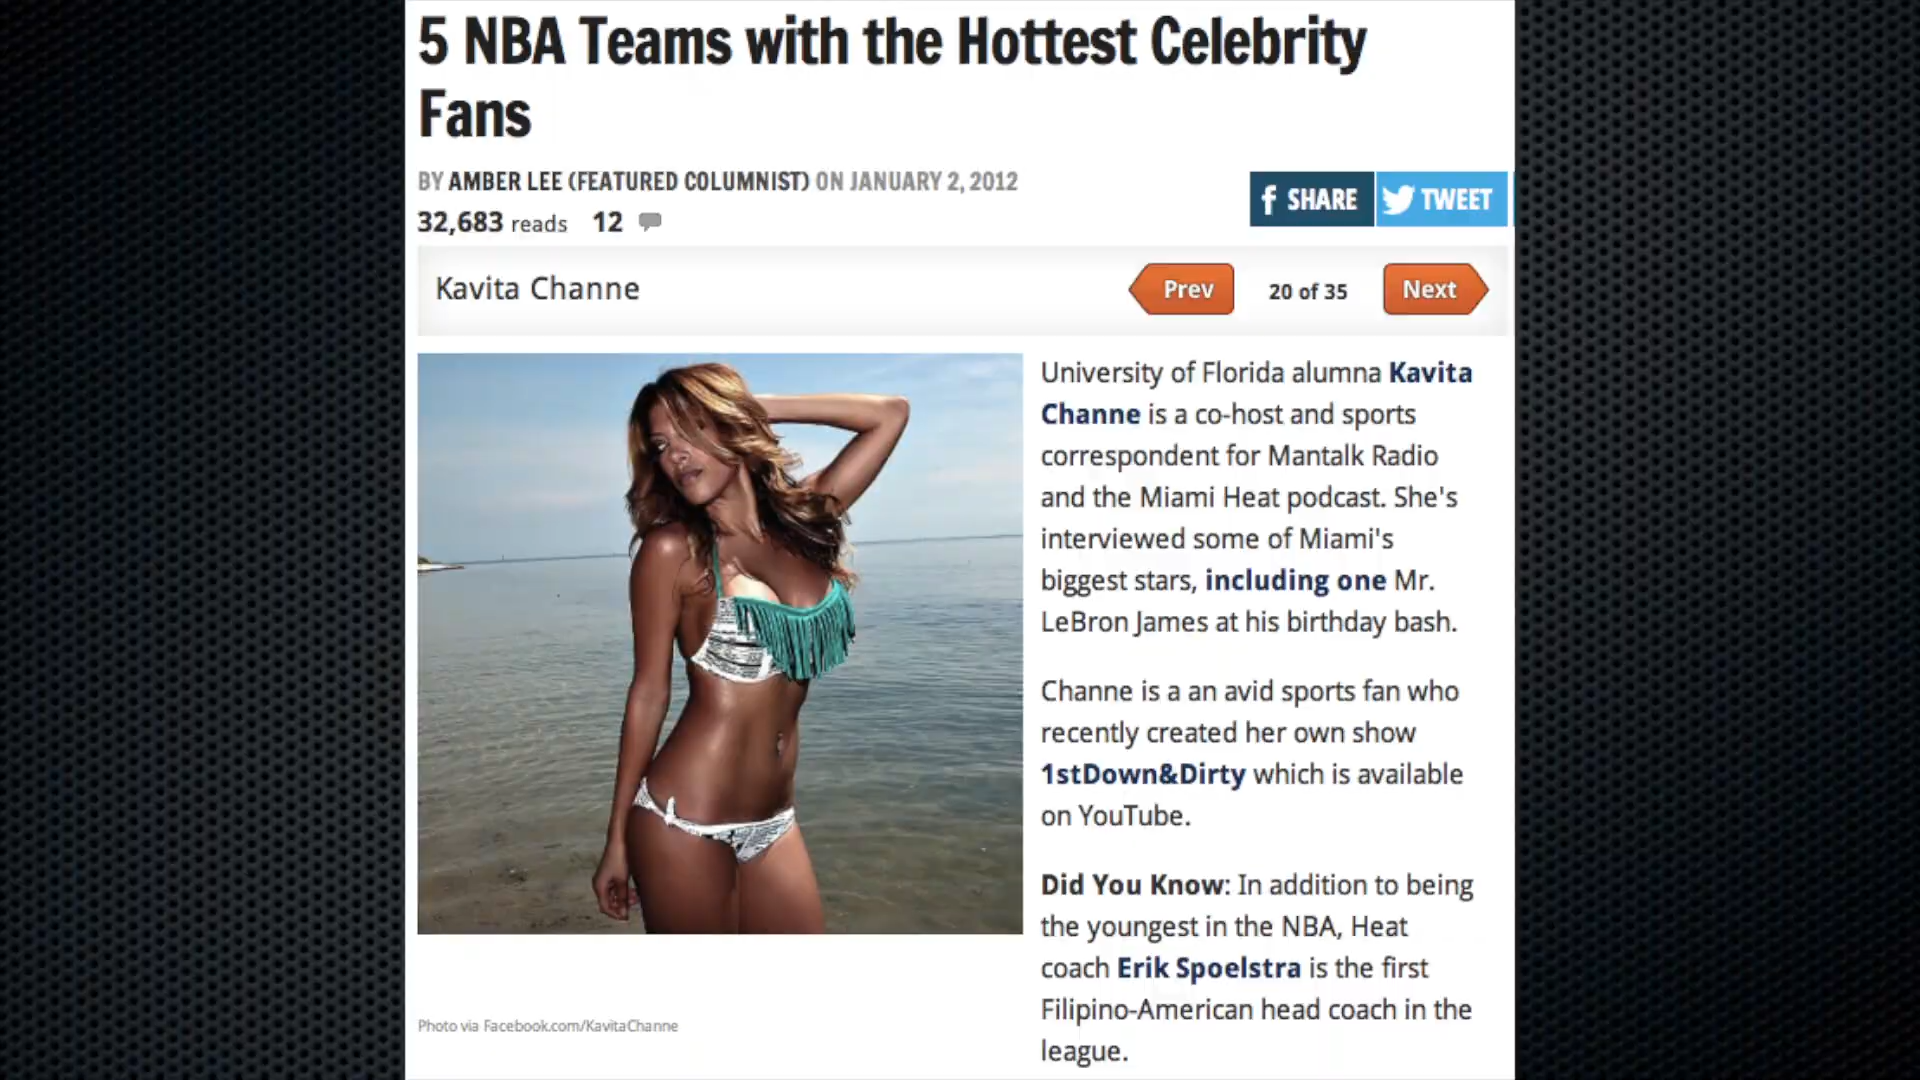 5 NBA Teams with the Hottest Celebrity
Fans
BY AMBER LEE (FEATURED COLUMNIST) ON JANUARY 2, 2012
32,683 reads 12
SHARE
TWEET
Kavita Channe
Prev
20 of 35
Next
University of Florida alumna Kavita
Channe is a co-host and sports
correspondent for Mantalk Radio
and the Miami Heat podcast. She's
interviewed some of Miami's
biggest stars, including one Mr.
LeBron James at his birthday bash.
Channe is a an avid sports fan who
recently created her own show
1stDown&Dirty which is available
on YouTube.
Did You Know: In addition to being
the youngest in the NBA, Heat
coach Erik Spoelstra is the first
Filipino-American head coach in the
league.
Photo via Facebook.com/KavitaChanne